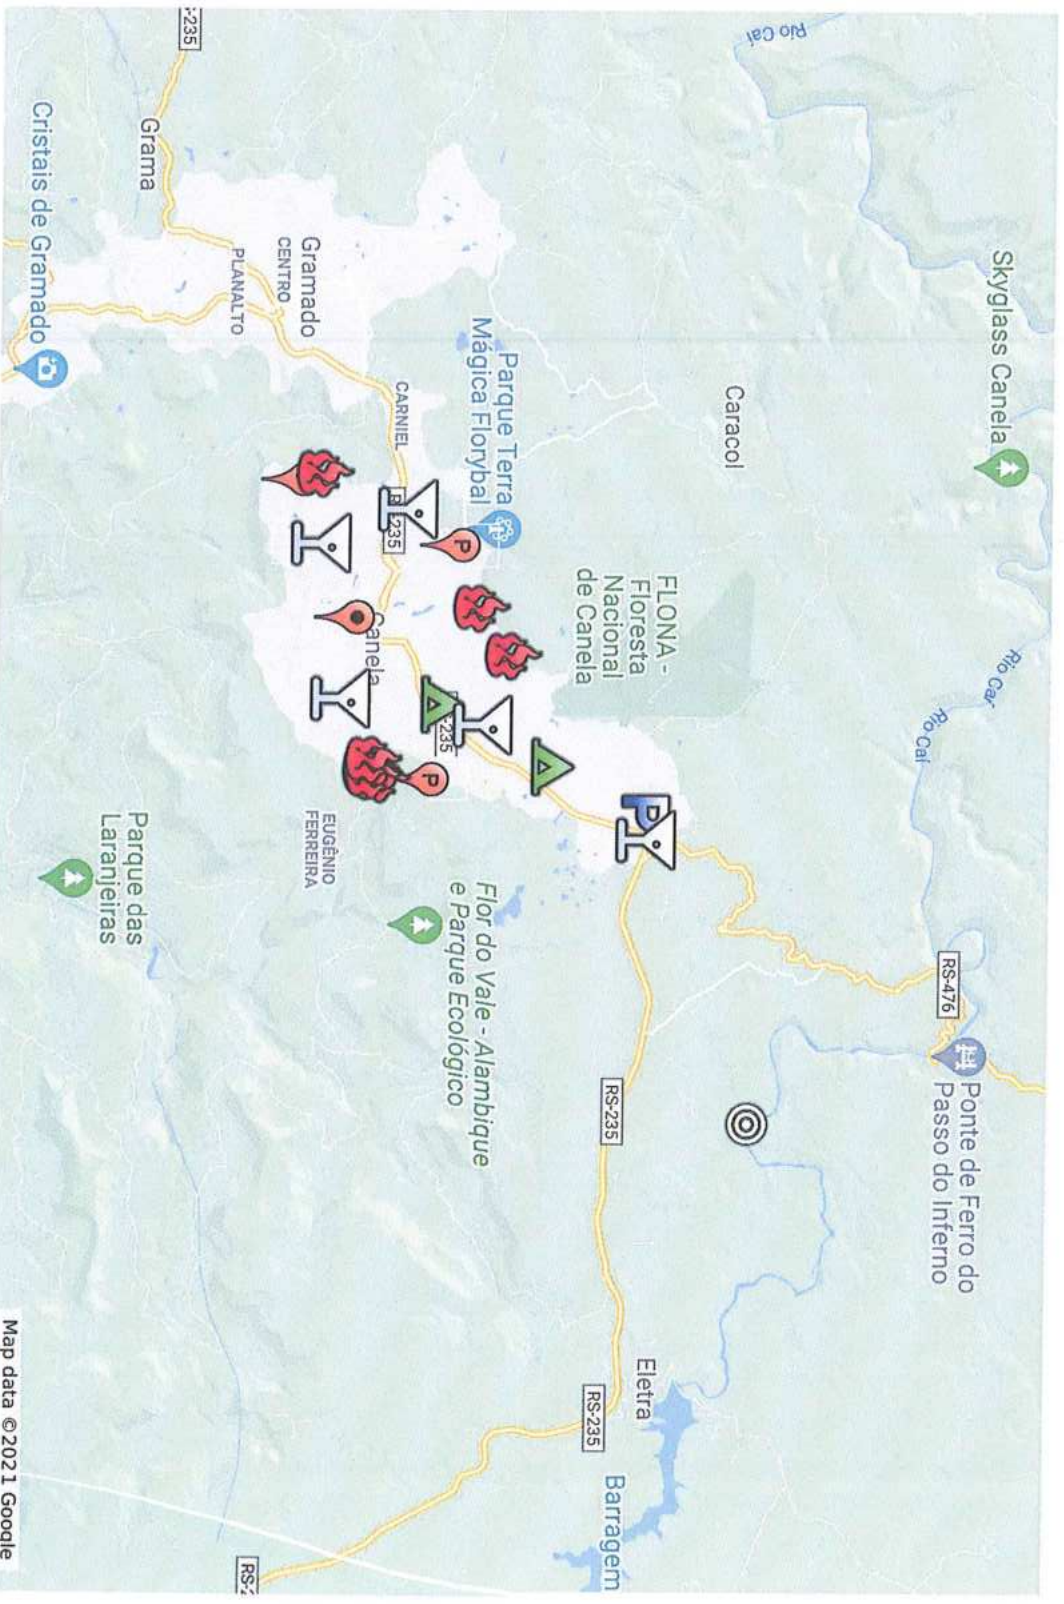 Rio Caí
Skyglass Canela
Rio Caí
Rio Caí
RS-476
Ponte de Ferro do
Passo do Inferno
Caracol
FLONA -
Floresta
Nacional
de Canela
Parque Terra
Mágica Florybal
P
P
Eletra
Barragem
RS-235
RS-235
-235
235
CARNIEL
Canela
Gramado
CENTRO
PLANALTO
Grama
-235
Cristais de Gramado
P
EUGÊNIO
FERREIRA
Flor do Vale - Alambique
e Parque Ecológico
Parque das
Laranjeiras
Map data ©2021 Google